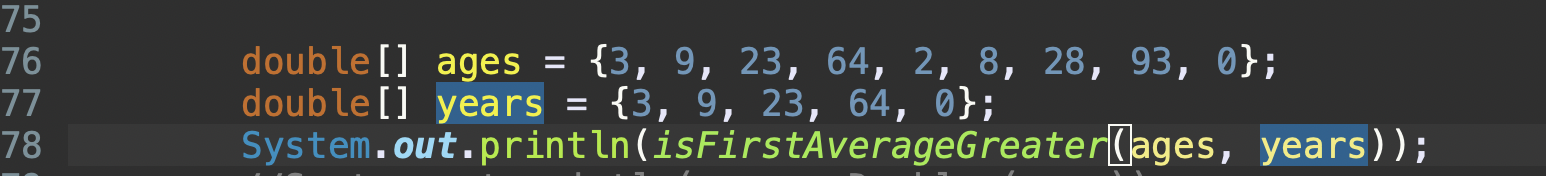 75
76 double[] ages = {3, 9, 23, 64, 2, 8, 28, 93, 0};
77 double[] years = {3, 9, 23, 64, 0};
78 System.out.println(isFirstAverageGreater(ages, years));